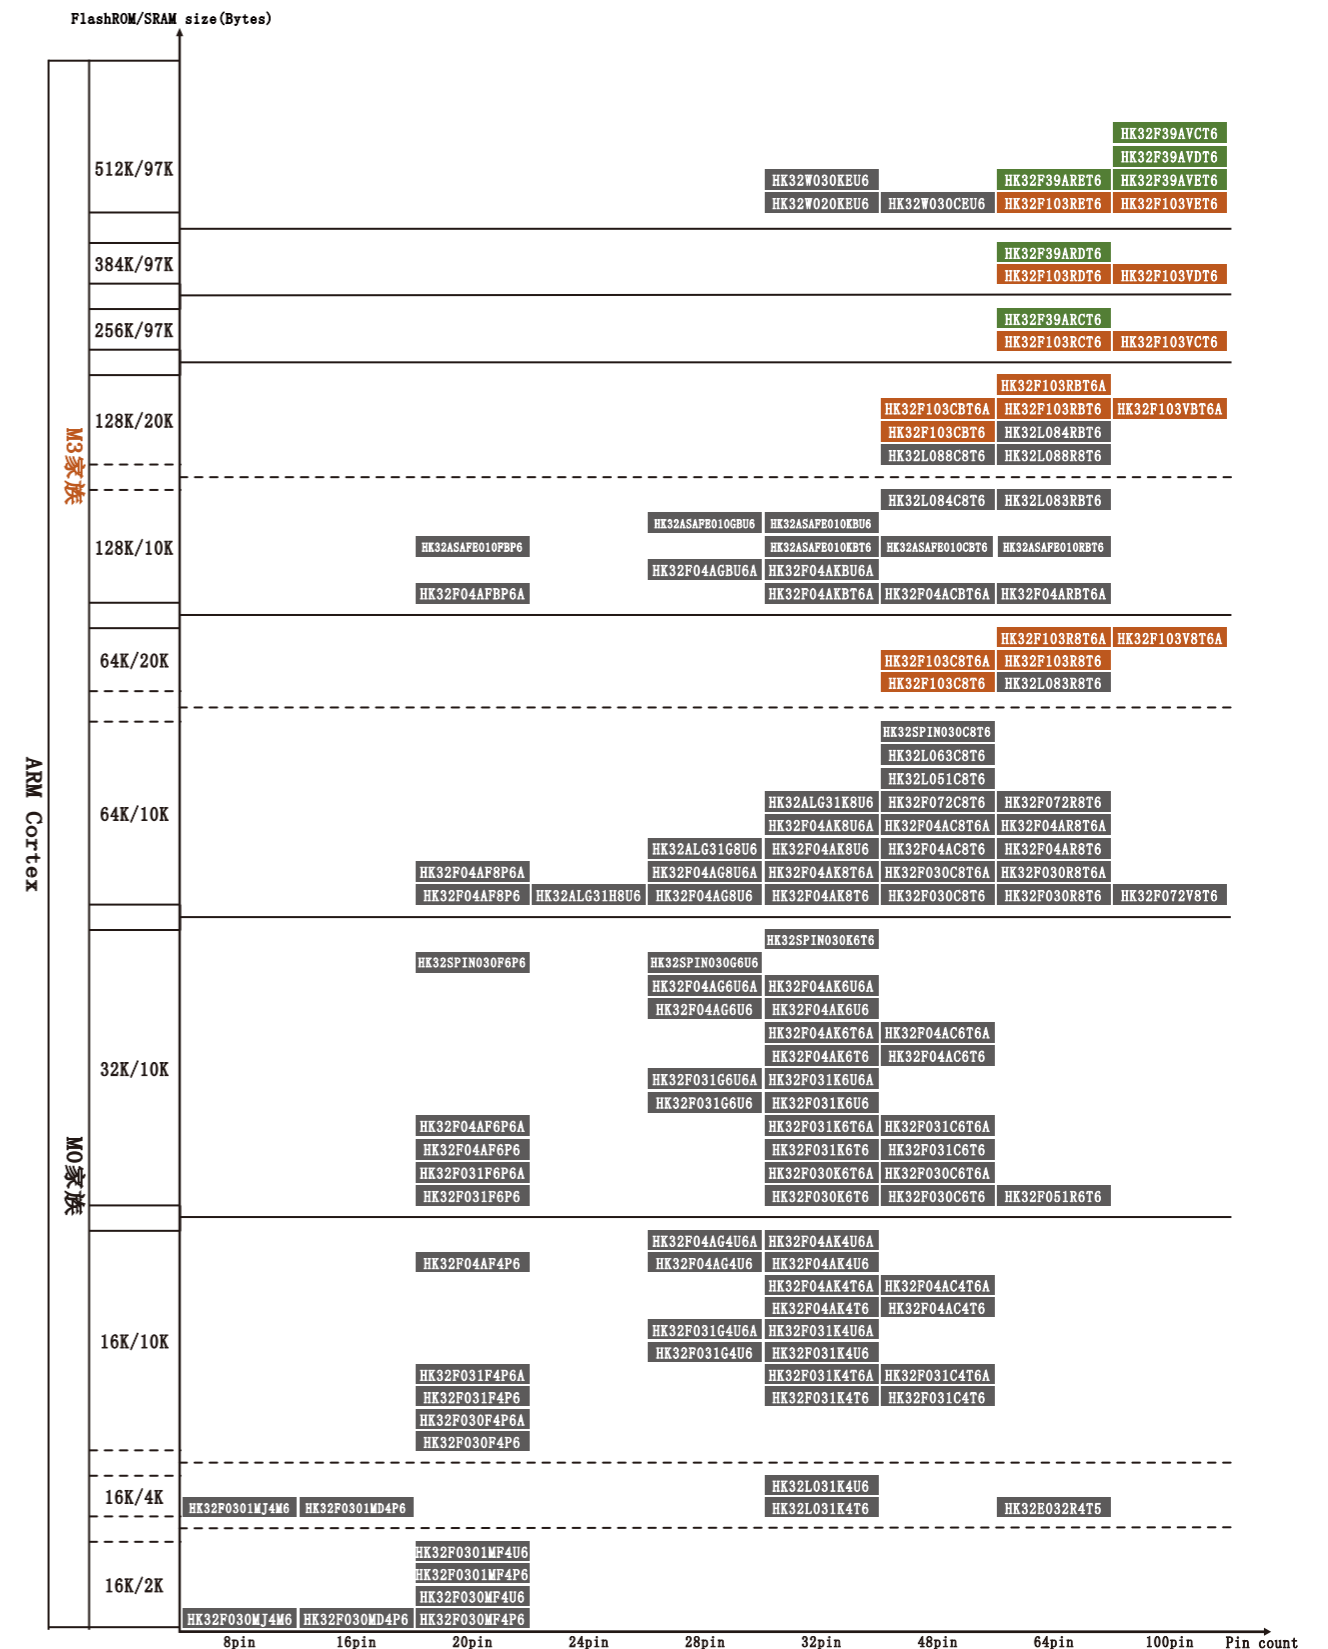 FlashROM/SRAM size(Bytes)
HK32F39AVCT6
HK32F39AVDT6
512K/97K
HK32W030KEU6 HK32F39ARET6 HK32F39AVET6
HK32W020KEU6 HK32W030CEU6 HK32F103RET6 HK32F103VET6
384K/97K
HK32F39ARDT6
HK32F103RDT6 HK32F103VDT6
256K/97K
HK32F39ARCT6
HK32F103RCT6 HK32F103VCT6
M3家族
128K/20K
HK32F103RBT6A
HK32F103CBT6A HK32F103RBT6 HK32F103VBT6A
HK32F103CBT6 HK32L084RBT6
HK32L088C8T6 HK32L088R8T6
128K/10K
HK32L084C8T6 HK32L083RBT6
HK32ASAFE010GBU6 HK32ASAFE010KBU6
HK32ASAFE010FBP6 HK32ASAFE010KBT6 HK32ASAFE010CBT6 HK32ASAFE010RBT6
HK32F04AGBU6A HK32F04AKBU6A
HK32F04AFBP6A HK32F04AKBT6A HK32F04ACBT6A HK32F04ARBT6A
64K/20K
HK32F103R8T6A HK32F103V8T6A
HK32F103C8T6A HK32F103R8T6
HK32F103C8T6 HK32L083R8T6
ARM Cortex
64K/10K
HK32SPIN030C8T6
HK32L063C8T6
HK32L051C8T6
HK32ALG31K8U6 HK32F072C8T6 HK32F072R8T6
HK32F04AK8U6A HK32F04AC8T6A HK32F04AR8T6A
HK32ALG31G8U6 HK32F04AK8U6 HK32F04AC8T6 HK32F04AR8T6
HK32F04AF8P6A HK32F04AG8U6A HK32F04AK8T6A HK32F030C8T6A HK32F030R8T6A
HK32F04AF8P6 HK32ALG31H8U6 HK32F04AG8U6 HK32F04AK8T6 HK32F030C8T6 HK32F030R8T6 HK32F072V8T6
M0家族
32K/10K
HK32SPIN030K6T6
HK32SPIN030F6P6 HK32SPIN030G6U6
HK32F04AG6U6A HK32F04AK6U6A
HK32F04AG6U6 HK32F04AK6U6
HK32F04AK6T6A HK32F04AC6T6A
HK32F04AK6T6 HK32F04AC6T6
HK32F031G6U6A HK32F031K6U6A
HK32F031G6U6 HK32F031K6U6
HK32F04AF6P6A HK32F031K6T6A HK32F031C6T6A
HK32F04AF6P6 HK32F031K6T6 HK32F031C6T6
HK32F031F6P6A HK32F030K6T6A HK32F030C6T6A
HK32F031F6P6 HK32F030K6T6 HK32F030C6T6 HK32F051R6T6
16K/10K
HK32F04AG4U6A HK32F04AK4U6A
HK32F04AF4P6 HK32F04AG4U6 HK32F04AK4U6
HK32F04AK4T6A HK32F04AC4T6A
HK32F04AK4T6 HK32F04AC4T6
HK32F031G4U6A HK32F031K4U6A
HK32F031G4U6 HK32F031K4U6
HK32F031F4P6A HK32F031K4T6A HK32F031C4T6A
HK32F031F4P6 HK32F031K4T6 HK32F031C4T6
HK32F030F4P6A
HK32F030F4P6
16K/4K
HK32L031K4U6
HK32F0301MJ4M6 HK32F0301MD4P6 HK32L031K4T6 HK32E032R4T5
16K/2K
HK32F0301MF4U6
HK32F0301MF4P6
HK32F030MF4U6
HK32F030MJ4M6 HK32F030MD4P6 HK32F030MF4P6
8pin 16pin 20pin 24pin 28pin 32pin 48pin 64pin 100pin Pin count